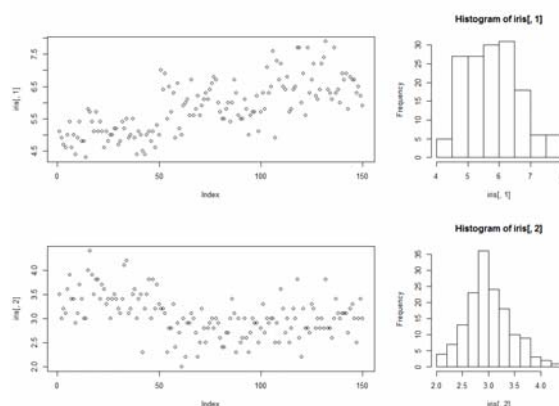 Histogram of iris[, 1]
iris[, 1]
4.5 5.5 6.5 7.5
0 50 100 150
Index
Frequency
0 5 10 15 20 25 30
4 5 6 7
iris[, 1]
Histogram of iris[, 2]
iris[, 2]
2.0 2.5 3.0 3.5 4.0
0 50 100 150
Index
Frequency
0 5 15 25 35
2.0 2.5 3.0 3.5 4.0
iris[, 2]